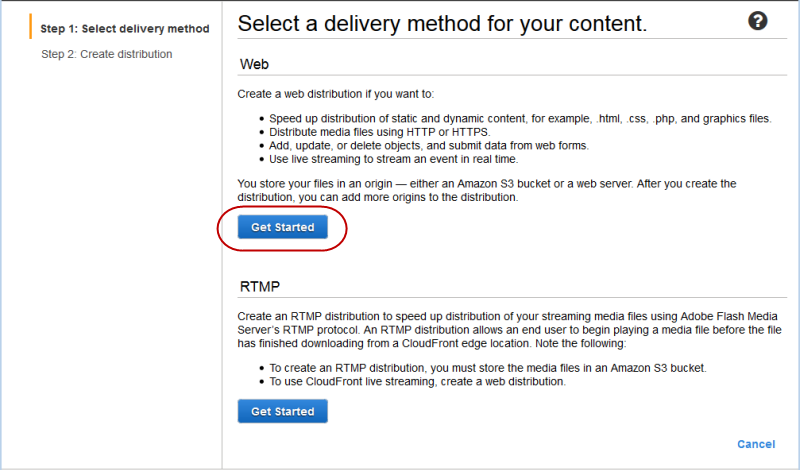 Step 1: Select delivery method
Step 2: Create distribution
Select a delivery method for your content.
?
Web
Create a web distribution if you want to:
• Speed up distribution of static and dynamic content, for example, .html, .css, .php, and graphics files.
• Distribute media files using HTTP or HTTPS.
• Add, update, or delete objects, and submit data from web forms.
• Use live streaming to stream an event in real time.
You store your files in an origin — either an Amazon S3 bucket or a web server. After you create the
distribution, you can add more origins to the distribution.
Get Started
RTMP
Create an RTMP distribution to speed up distribution of your streaming media files using Adobe Flash Media
Server's RTMP protocol. An RTMP distribution allows an end user to begin playing a media file before the file
has finished downloading from a CloudFront edge location. Note the following:
• To create an RTMP distribution, you must store the media files in an Amazon S3 bucket.
• To use CloudFront live streaming, create a web distribution.
Get Started
Cancel